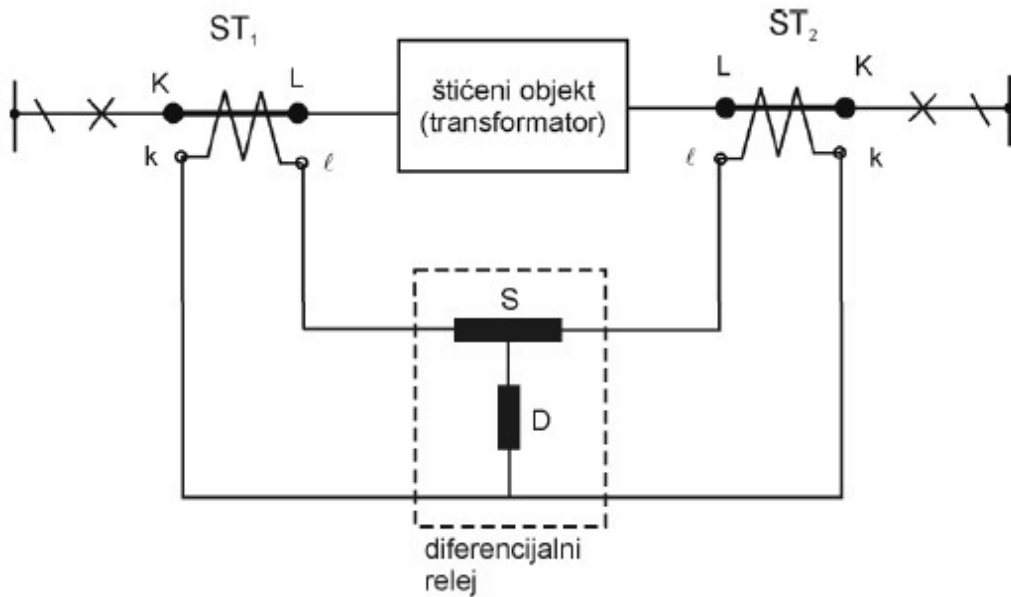 ST₁
ST₂
K
L
štićeni objekt
(transformator)
L
K
k
ℓ
ℓ
k
S
D
diferencijalni
relej